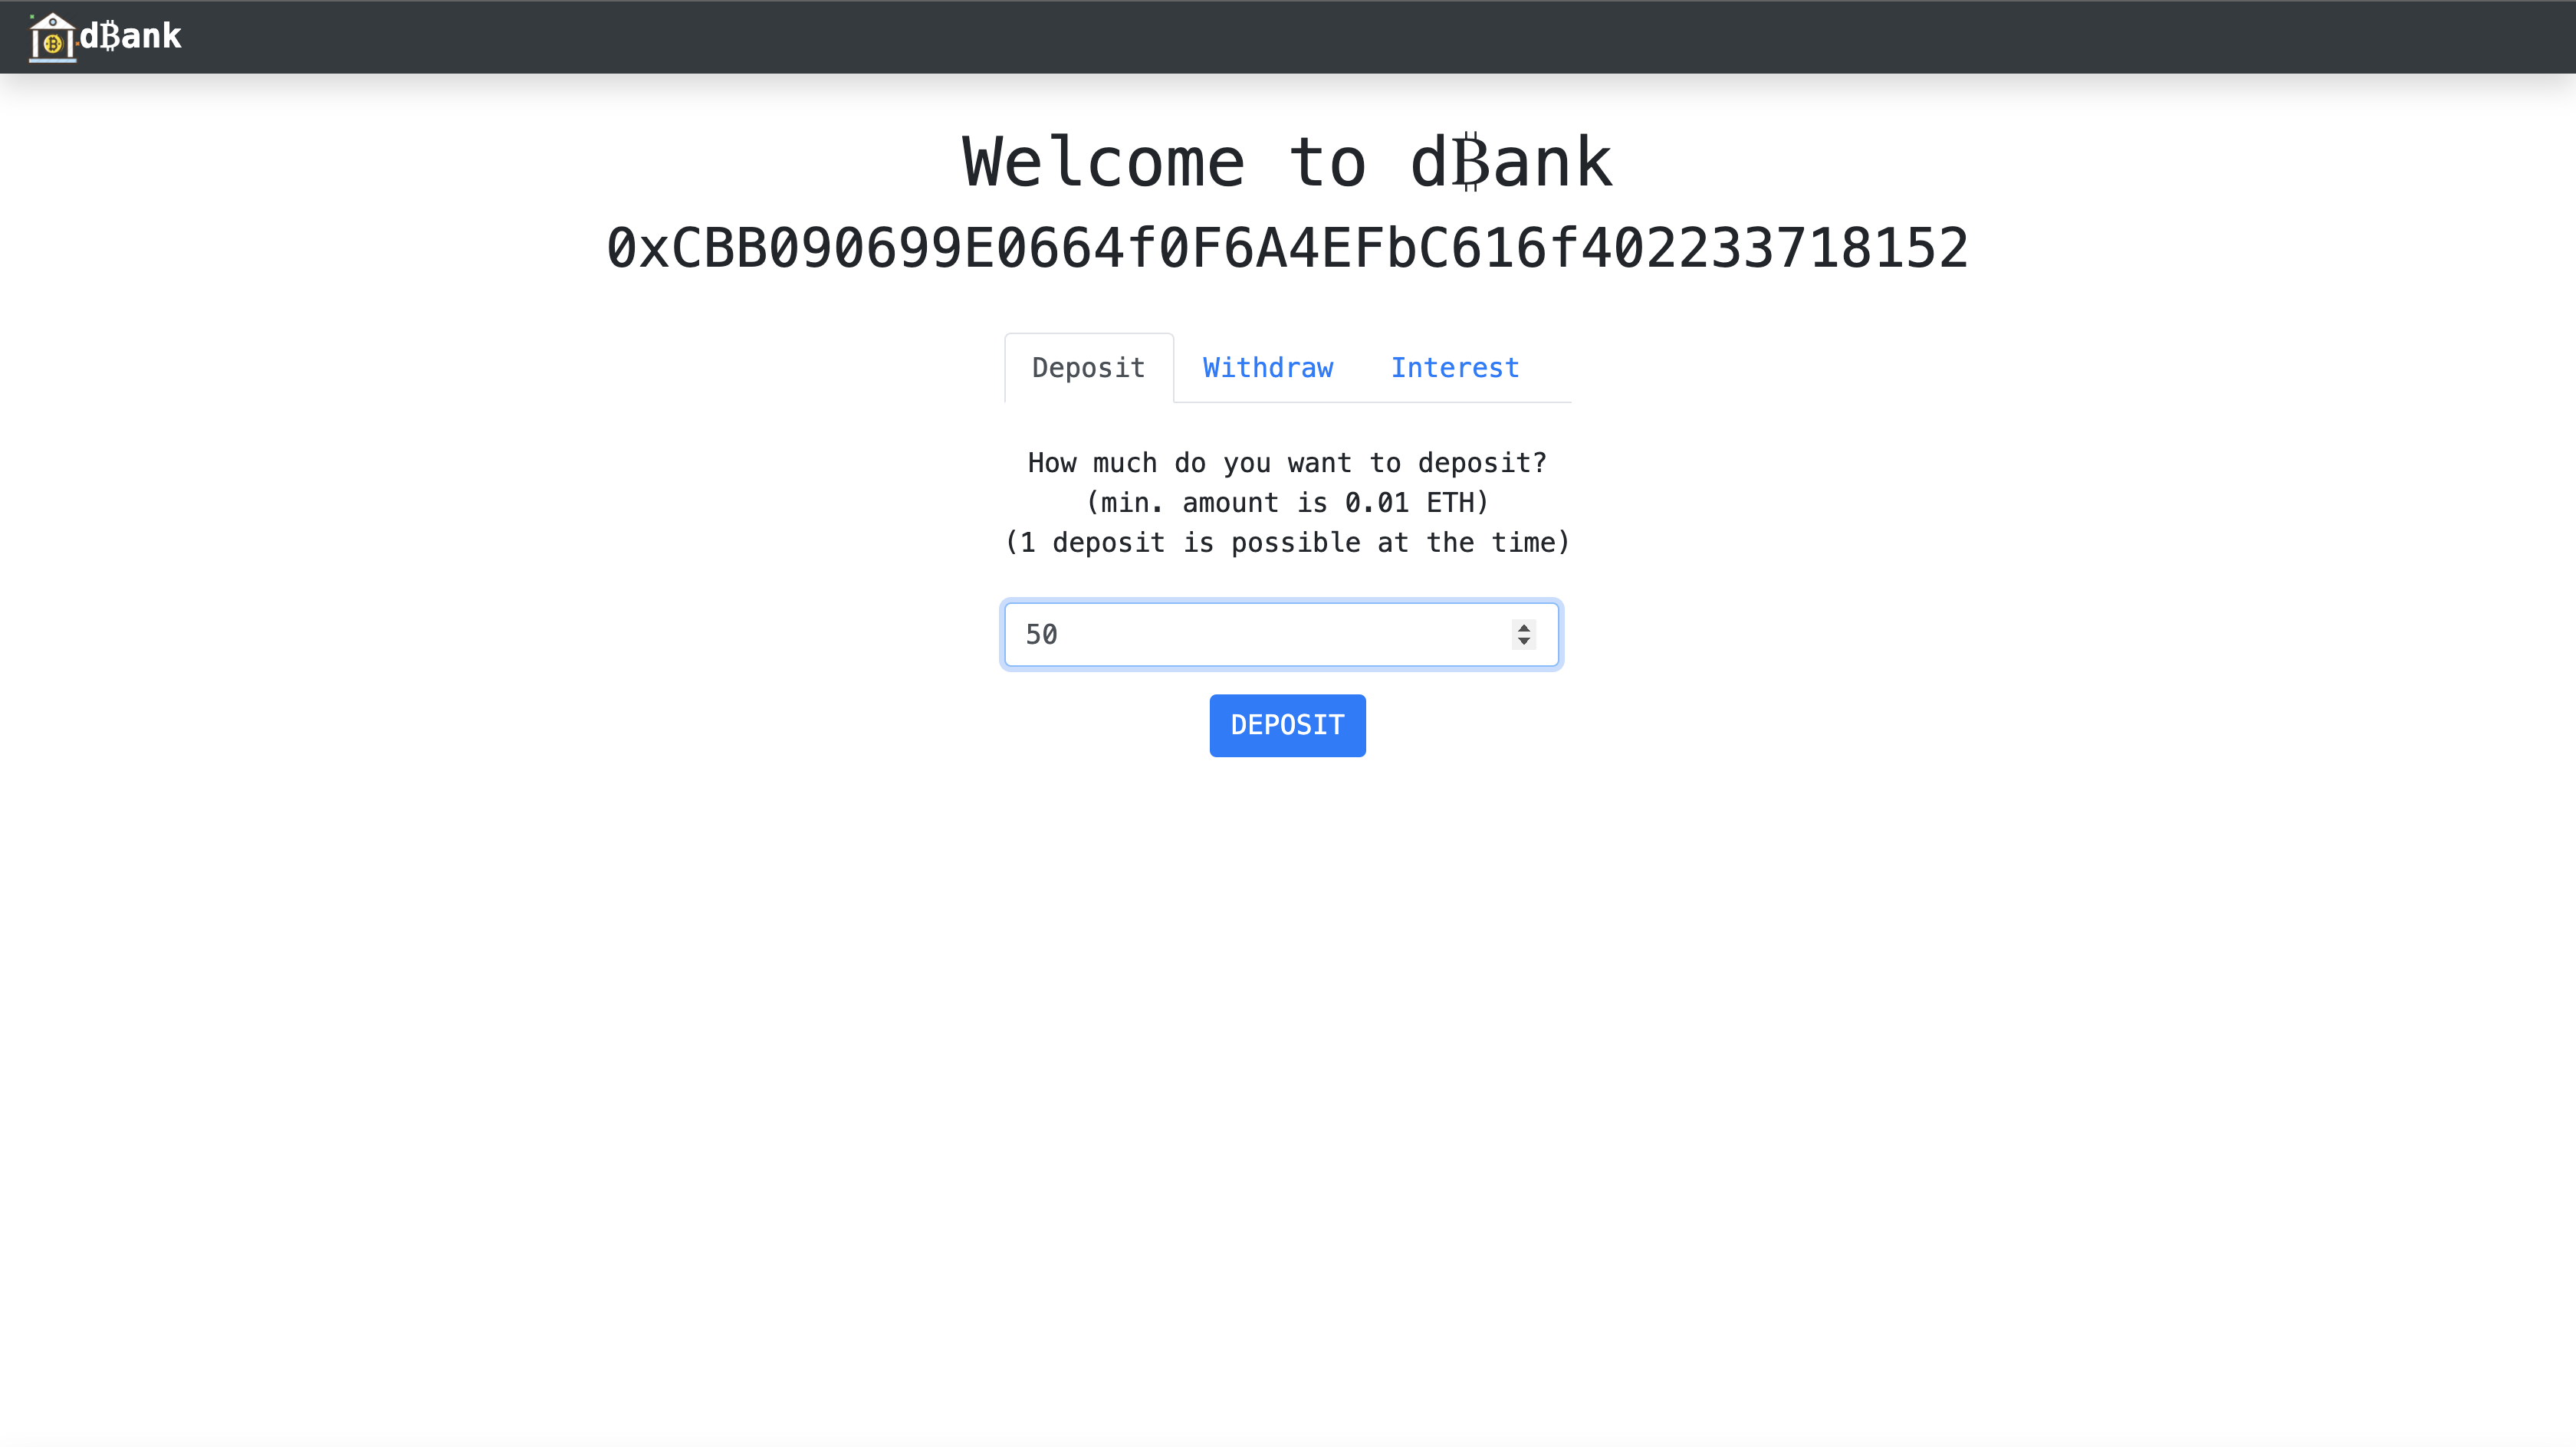 d₿ank
Welcome to d₿ank
0xCBB090699E0664f0F6A4EFbC616f402233718152
Deposit Withdraw Interest
How much do you want to deposit?
(min. amount is 0.01 ETH)
(1 deposit is possible at the time)
50
DEPOSIT